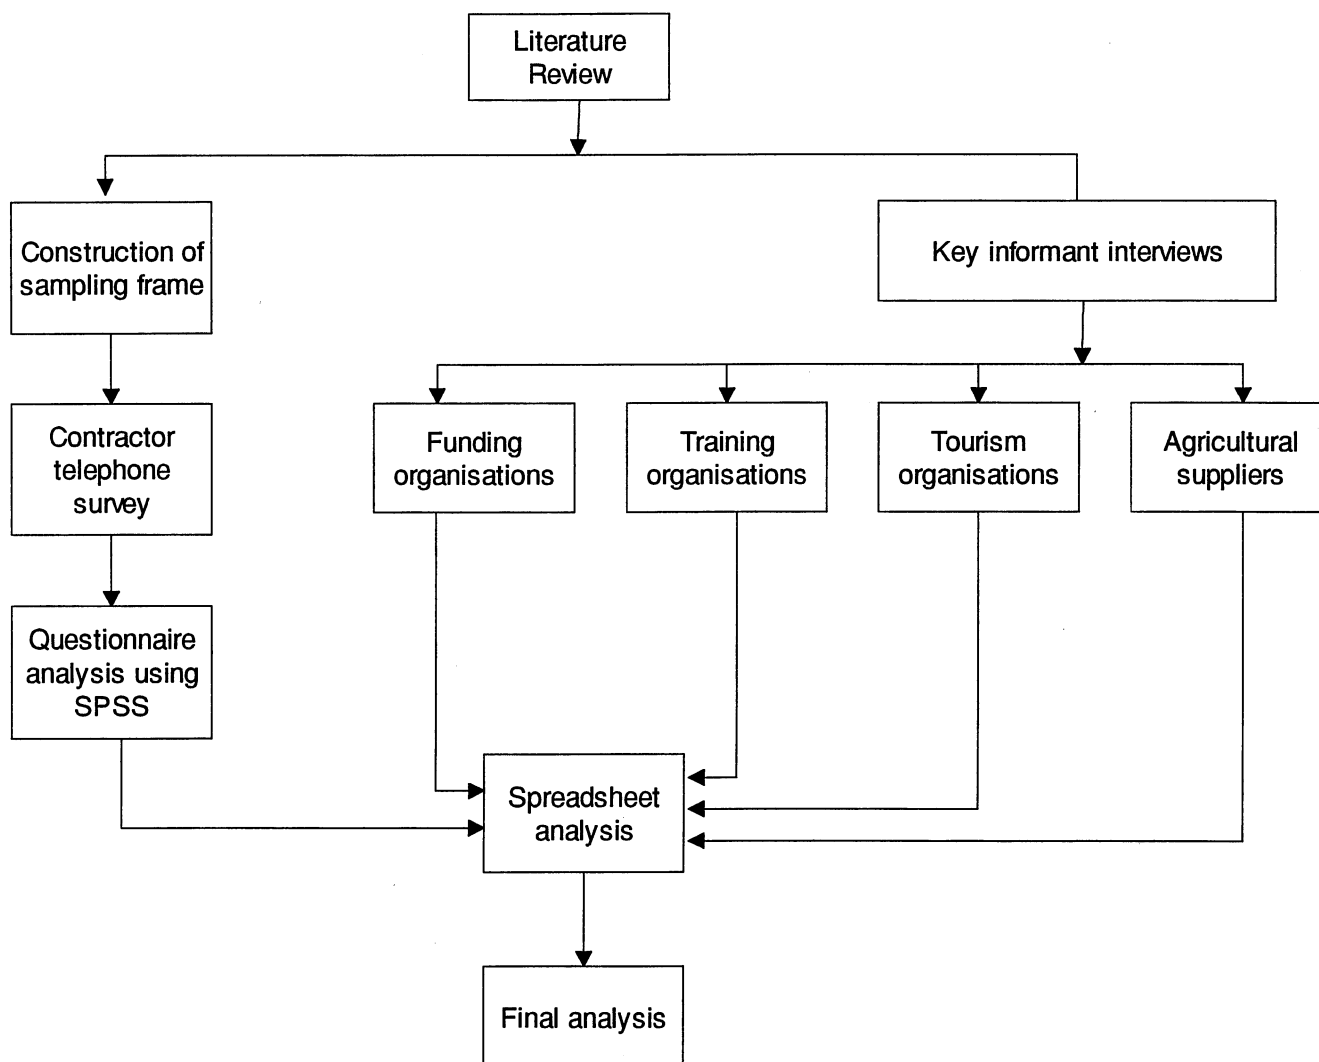 Literature
Review
Construction of
sampling frame
Key informant interviews
Contractor
telephone
survey
Funding
organisations
Training
organisations
Tourism
organisations
Agricultural
suppliers
Questionnaire
analysis using
SPSS
Spreadsheet
analysis
Final analysis